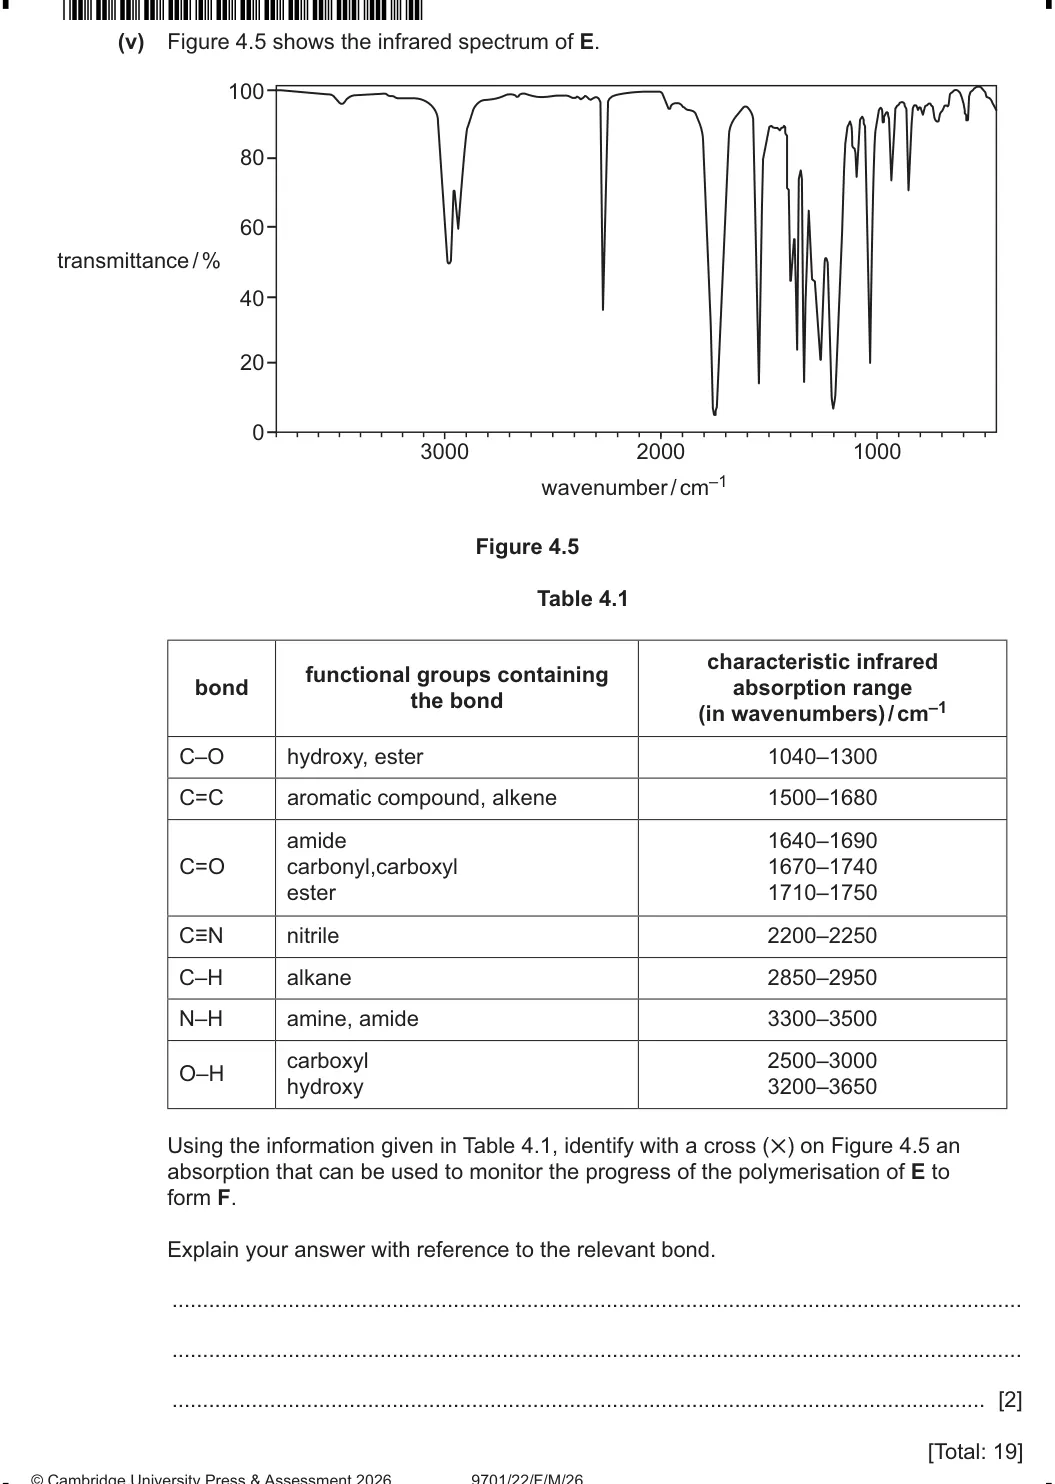 (v) Figure 4.5 shows the infrared spectrum of E.
100
80
60
transmittance / %
40
20
0
3000 2000 1000
wavenumber / cm–1
Figure 4.5
Table 4.1
bond
functional groups containing
the bond
characteristic infrared
absorption range
(in wavenumbers) / cm–1
C–O hydroxy, ester 1040–1300
C=C aromatic compound, alkene 1500–1680
C=O
amide 1640–1690
carbonyl,carboxyl 1670–1740
ester 1710–1750
C≡N nitrile 2200–2250
C–H alkane 2850–2950
N–H amine, amide 3300–3500
O–H
carboxyl 2500–3000
hydroxy 3200–3650
Using the information given in Table 4.1, identify with a cross (✕) on Figure 4.5 an
absorption that can be used to monitor the progress of the polymerisation of E to
form F.
Explain your answer with reference to the relevant bond.
[2]
[Total: 19]
© Cambridge University Press & Assessment 2026 9701/22/F/M/26